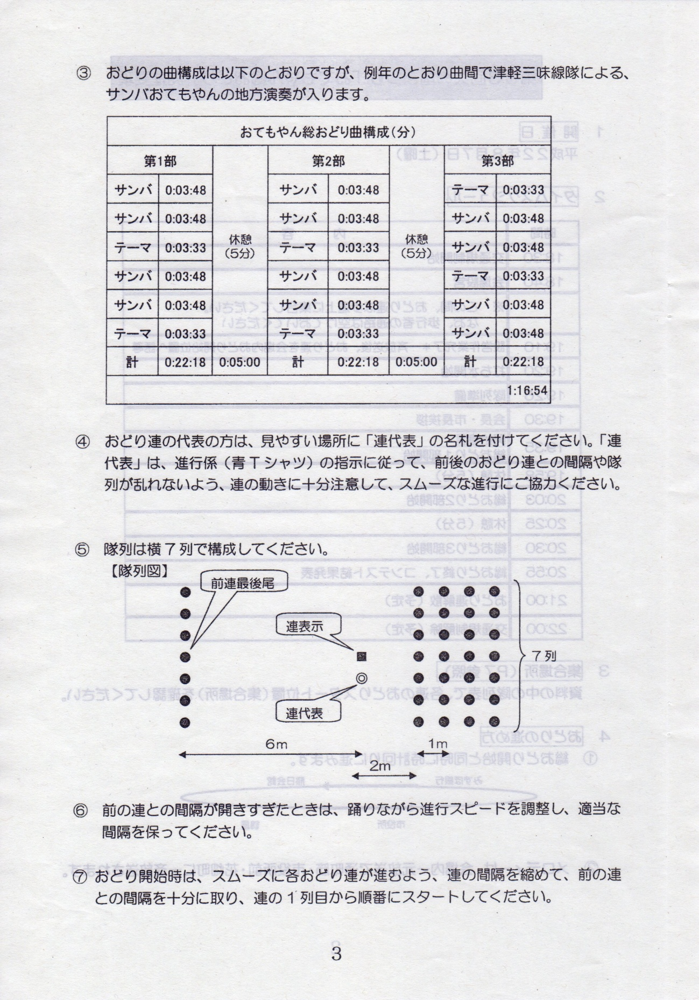 ③ おどりの曲構成は以下のとおりですが、例年のとおり曲間で津軽三味線隊による、
サンバおてもやんの地方演奏が入ります。
おてもやん総おどり曲構成(分)
第1部 第2部 第3部
サンバ 0:03:48 サンバ 0:03:48 テーマ 0:03:33
サンバ 0:03:48 サンバ 0:03:48 サンバ 0:03:48
テーマ 0:03:33 休憩 テーマ 0:03:33 休憩 サンバ 0:03:48
(5分) (5分)
サンバ 0:03:48 サンバ 0:03:48 テーマ 0:03:33
サンバ 0:03:48 サンバ 0:03:48 サンバ 0:03:48
テーマ 0:03:33 テーマ 0:03:33 サンバ 0:03:48
計 0:22:18 0:05:00 計 0:22:18 0:05:00 計 0:22:18
1:16:54
④ おどり連の代表の方は、見やすい場所に「連代表」の名札を付けてください。「連
代表」は、進行係(青Tシャツ)の指示に従って、前後のおどり連との間隔や隊
列が乱れないよう、連の動きに十分注意して、スムーズな進行にご協力ください。
⑤ 隊列は横7列で構成してください。
【隊列図】
前連最後尾
連表示
7列
連代表
6m 1m
2m
⑥ 前の連との間隔が開きすぎたときは、踊りながら進行スピードを調整し、適当な
間隔を保ってください。
⑦ おどり開始時は、スムーズに各おどり連が進むよう、連の間隔を縮めて、前の連
との間隔を十分に取り、連の1列目から順番にスタートしてください。
3